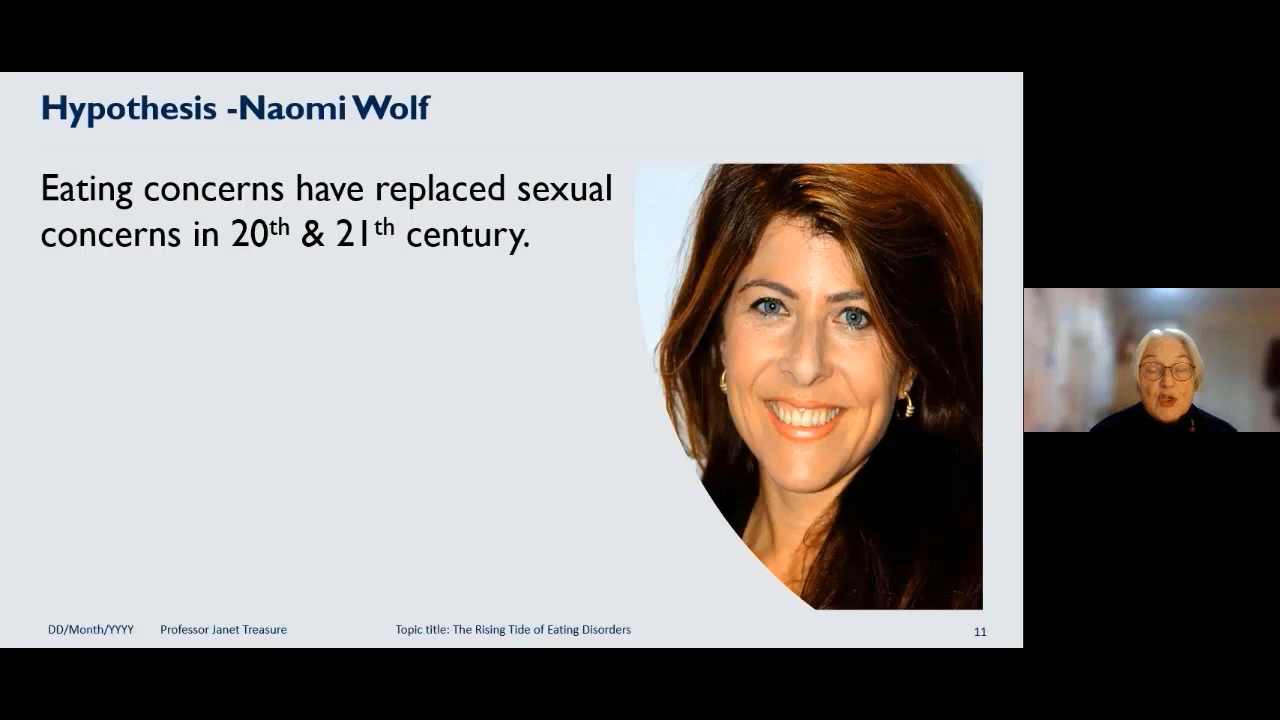 Hypothesis -Naomi Wolf
Eating concerns have replaced sexual
concerns in 20th & 21th century.
DD/Month/YYYY Professor Janet Treasure Topic title: The Rising Tide of Eating Disorders 11